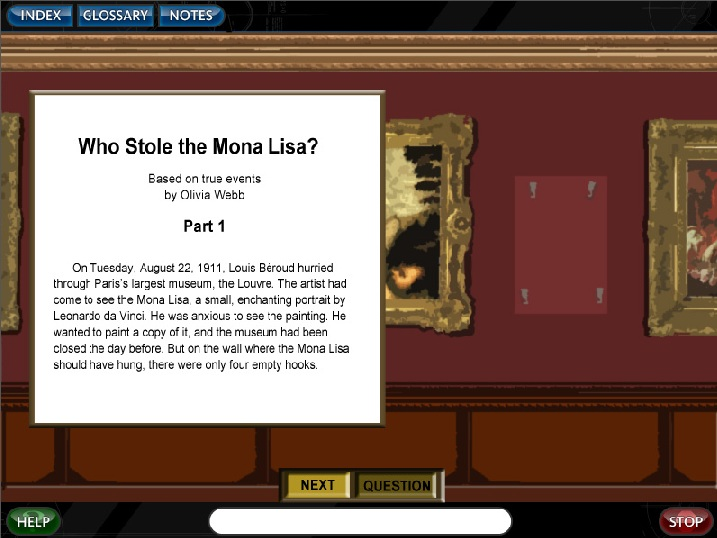 INDEX GLOSSARY NOTES
Who Stole the Mona Lisa?
Based on true events
by Olivia Webb
Part 1
On Tuesday, August 22, 1911, Louis Béroud hurried
through Paris's largest museum, the Louvre. The artist had
come to see the Mona Lisa, a small, enchanting portrait by
Leonardo da Vinci. He was anxious to see the painting. He
wanted to paint a copy of it, and the museum had been
closed the day before. But on the wall where the Mona Lisa
should have hung, there were only four empty hooks.
NEXT QUESTION
HELP STOP